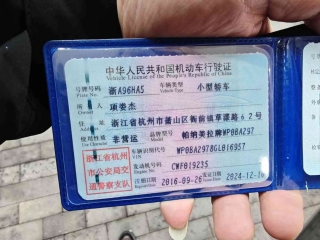 中华人民共和国机动车行驶证
Vehicle License of the People's Republic of China
号牌号码 浙A96HA5 车辆类型 小型轿车
Plate No. Vehicle Type
所有人 项姿杰
住址 浙江省杭州市萧山区衙前镇草漾路62号
使用性质 非营运 品牌型号 帕纳美拉牌WP0BA297
Use Character Model
浙江省杭州市公安局交通警察支队
车辆识别代号 WP0BA2978GL016957
VIN
发动机号码 CWF019235
Engine No.
注册日期 2016-09-26 发证日期 2024-12-16
Register Date Issue Date